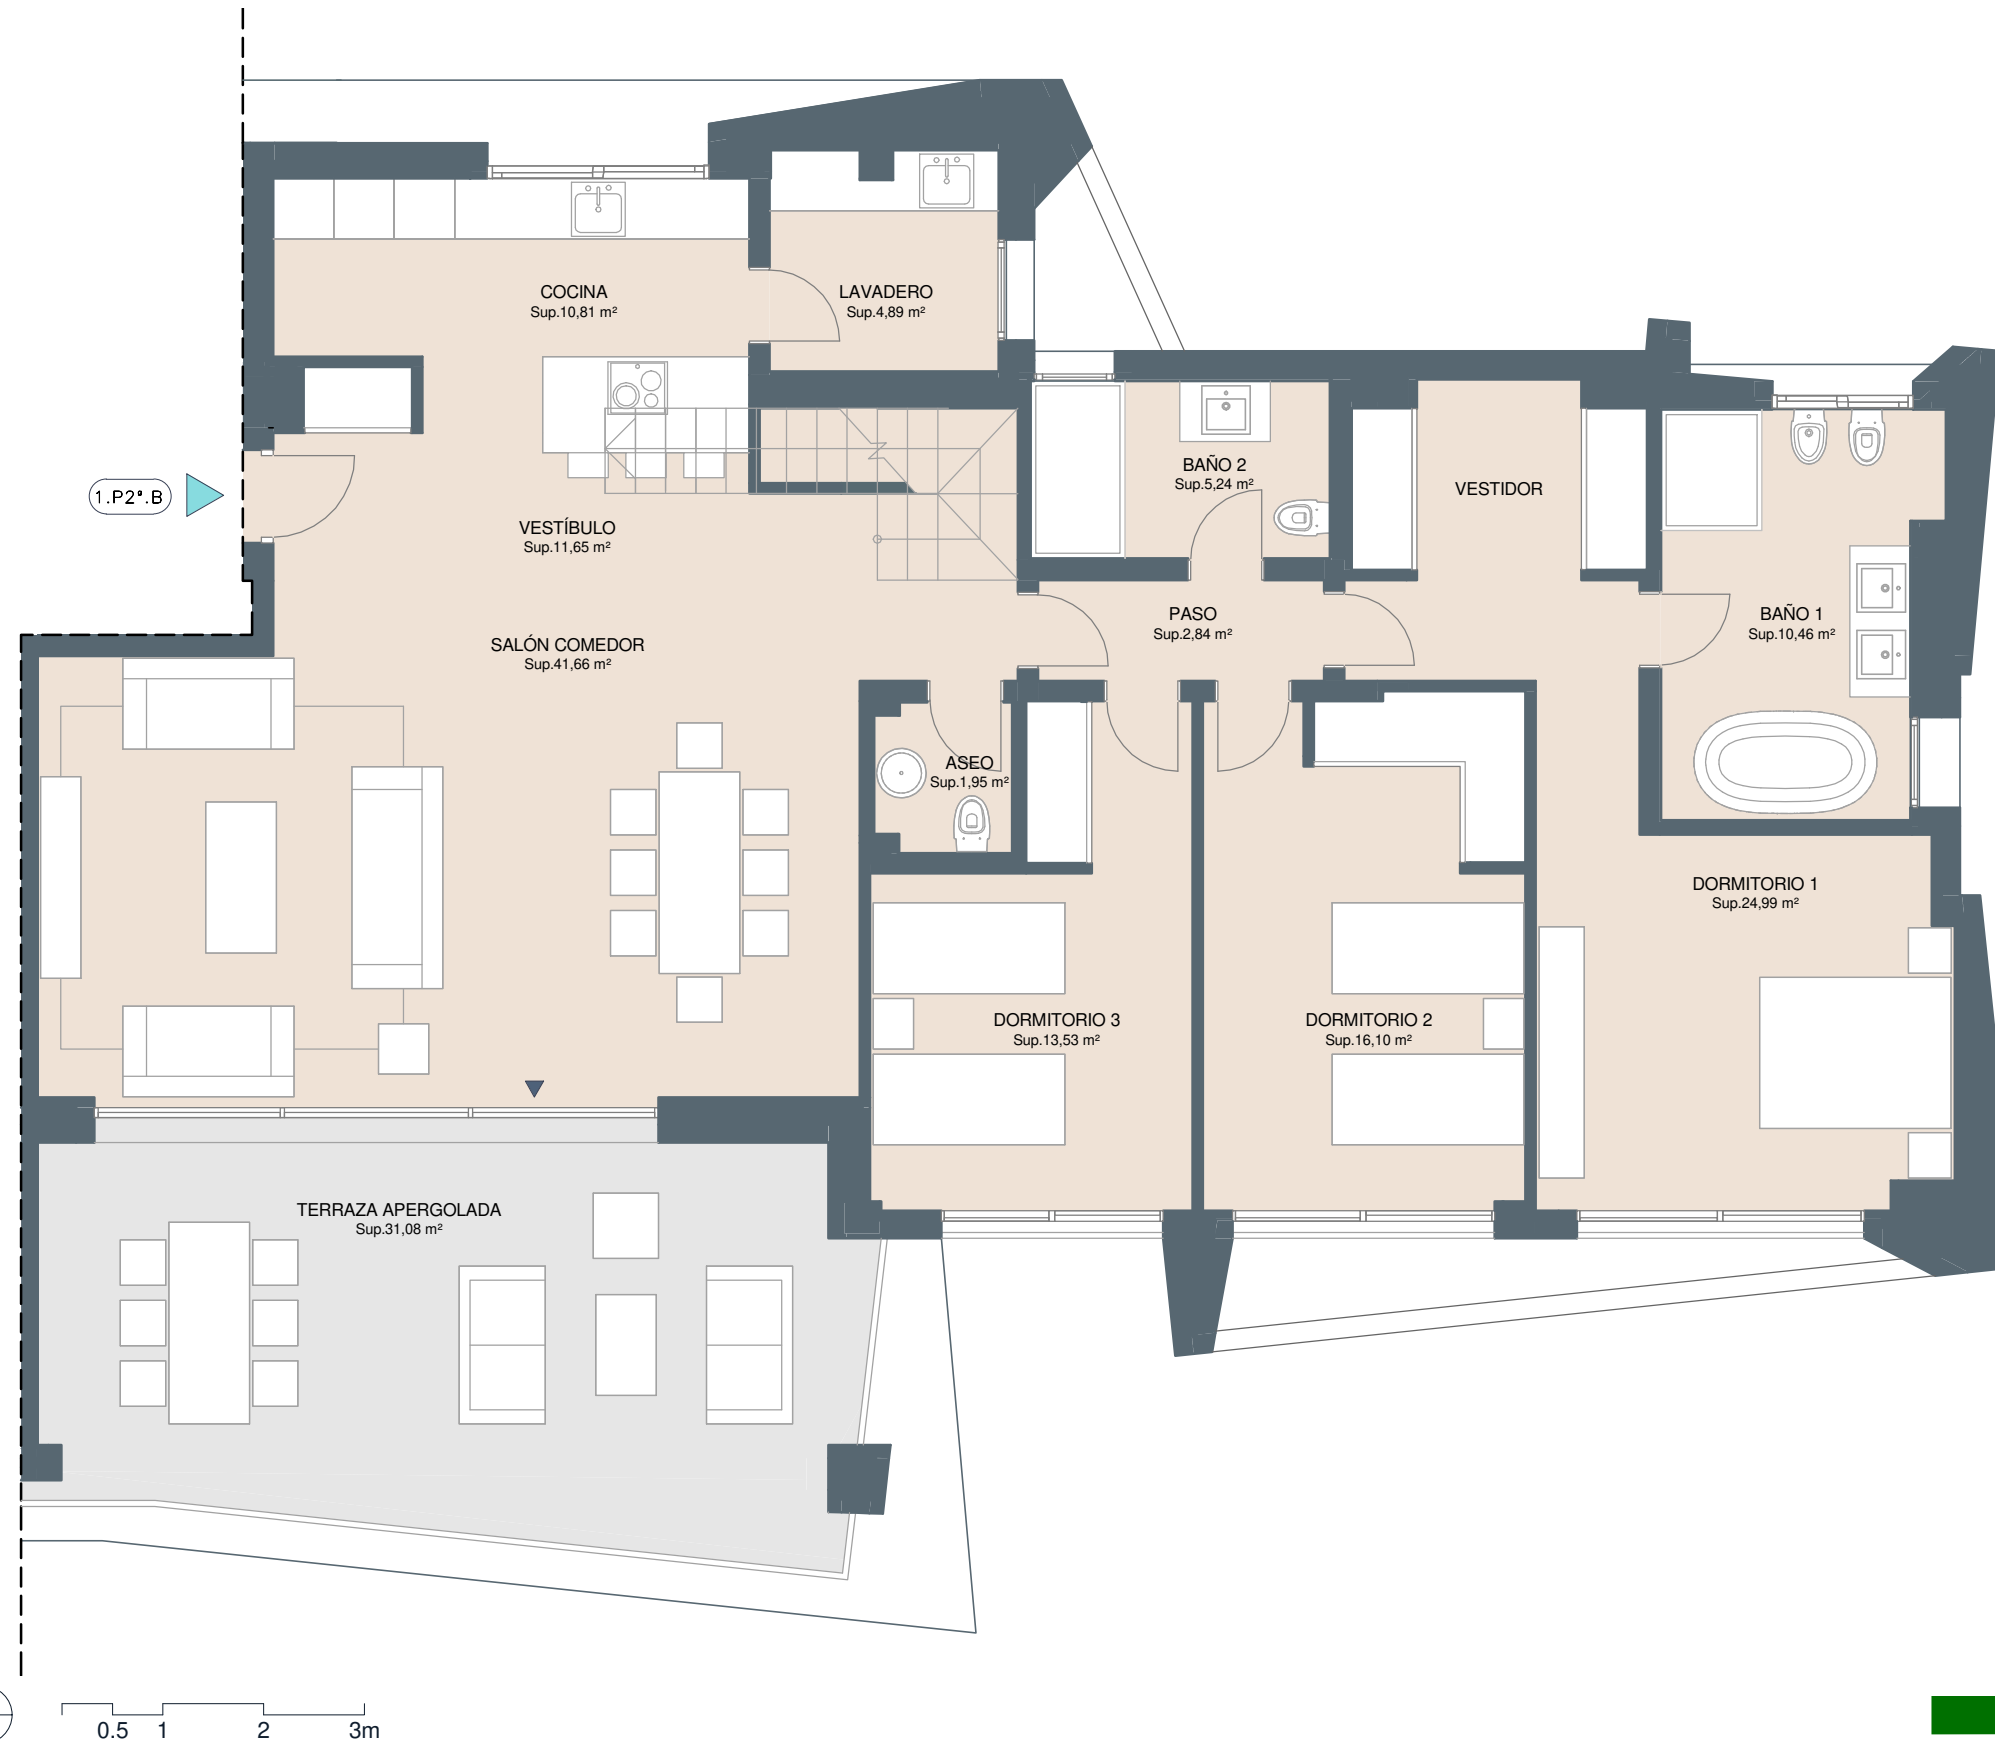 COCINA
Sup.10,81 m²
LAVADERO
Sup.4,89 m²
BAÑO 2
Sup.5,24 m²
VESTIDOR
1.P2ª.B
VESTÍBULO
Sup.11,65 m²
PASO
Sup.2,84 m²
BAÑO 1
Sup.10,46 m²
SALÓN COMEDOR
Sup.41,66 m²
ASEO
Sup.1,95 m²
DORMITORIO 1
Sup.24,99 m²
DORMITORIO 3
Sup.13,53 m²
DORMITORIO 2
Sup.16,10 m²
TERRAZA APERGOLADA
Sup.31,08 m²
0.5 1 2 3m